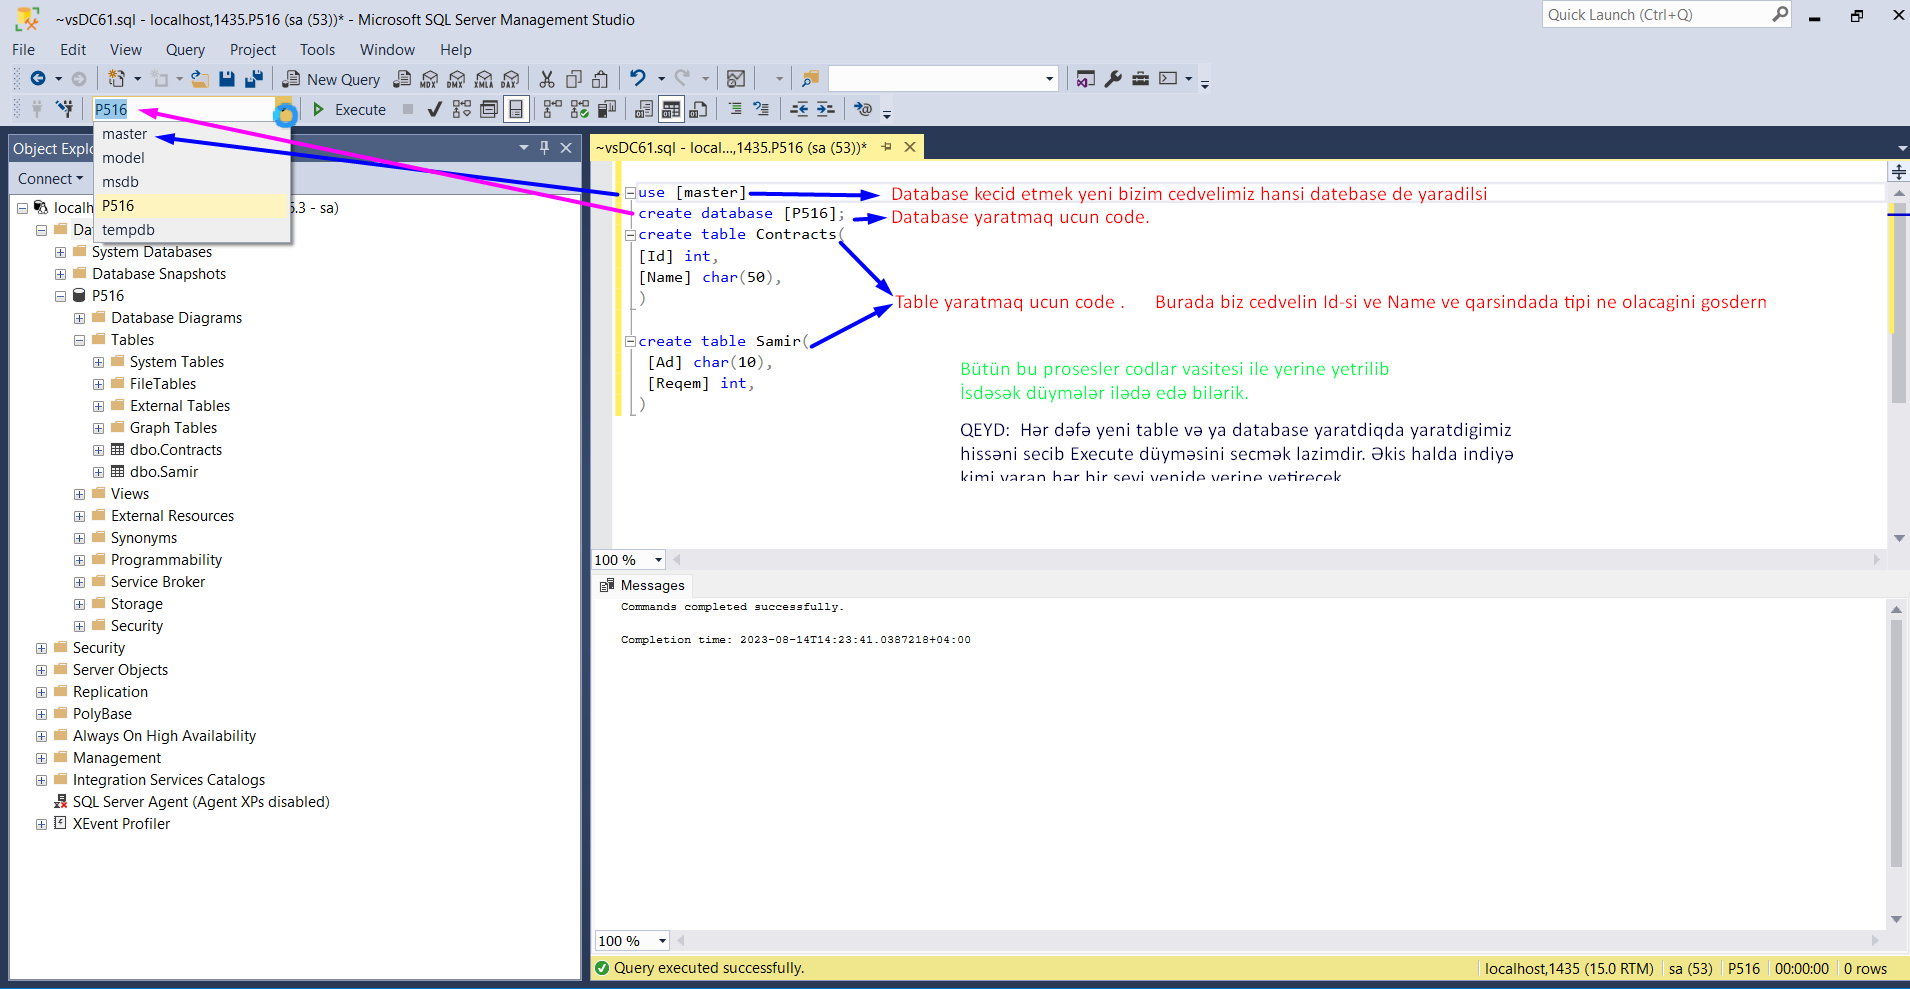 ~vsDC61.sql - localhost,1435.P516 (sa (53))* - Microsoft SQL Server Management Studio
Quick Launch (Ctrl+Q)
File Edit View Query Project Tools Window Help
New Query
MDX DMX XMLA DAX
P516
Execute
master
model
msdb
P516
tempdb
Object Explo
Connect
localh 5.3 - sa)
Da
System Databases
Database Snapshots
P516
Database Diagrams
Tables
System Tables
FileTables
External Tables
Graph Tables
dbo.Contracts
dbo.Samir
Views
External Resources
Synonyms
Programmability
Service Broker
Storage
Security
Security
Server Objects
Replication
PolyBase
Always On High Availability
Management
Integration Services Catalogs
SQL Server Agent (Agent XPs disabled)
XEvent Profiler
~vsDC61.sql - local...,1435.P516 (sa (53))*
use [master] Database kecid etmek yeni bizim cedvelimiz hansi datebase de yaradilsi
create database [P516]; Database yaratmaq ucun code.
create table Contracts(
[Id] int,
[Name] char(50),
)
Table yaratmaq ucun code . Burada biz cedvelin Id-si ve Name ve qarsindada tipi ne olacagini gosdern
create table Samir(
[Ad] char(10),
[Reqem] int,
)
Bütün bu prosesler codlar vasitesi ile yerine yetrilib
İsdəsək düymələr ilədə edə bilərik.
QEYD: Hər dəfə yeni table və ya database yaratdiqda yaratdigimiz
hissəni secib Execute düyməsini secmək lazimdir. Əkis halda indiyə
kimi yaran hər bir seyi yenide yerine yetirecek
100 %
Messages
Commands completed successfully.
Completion time: 2023-08-14T14:23:41.0387218+04:00
100 %
Query executed successfully.
localhost,1435 (15.0 RTM) sa (53) P516 00:00:00 0 rows